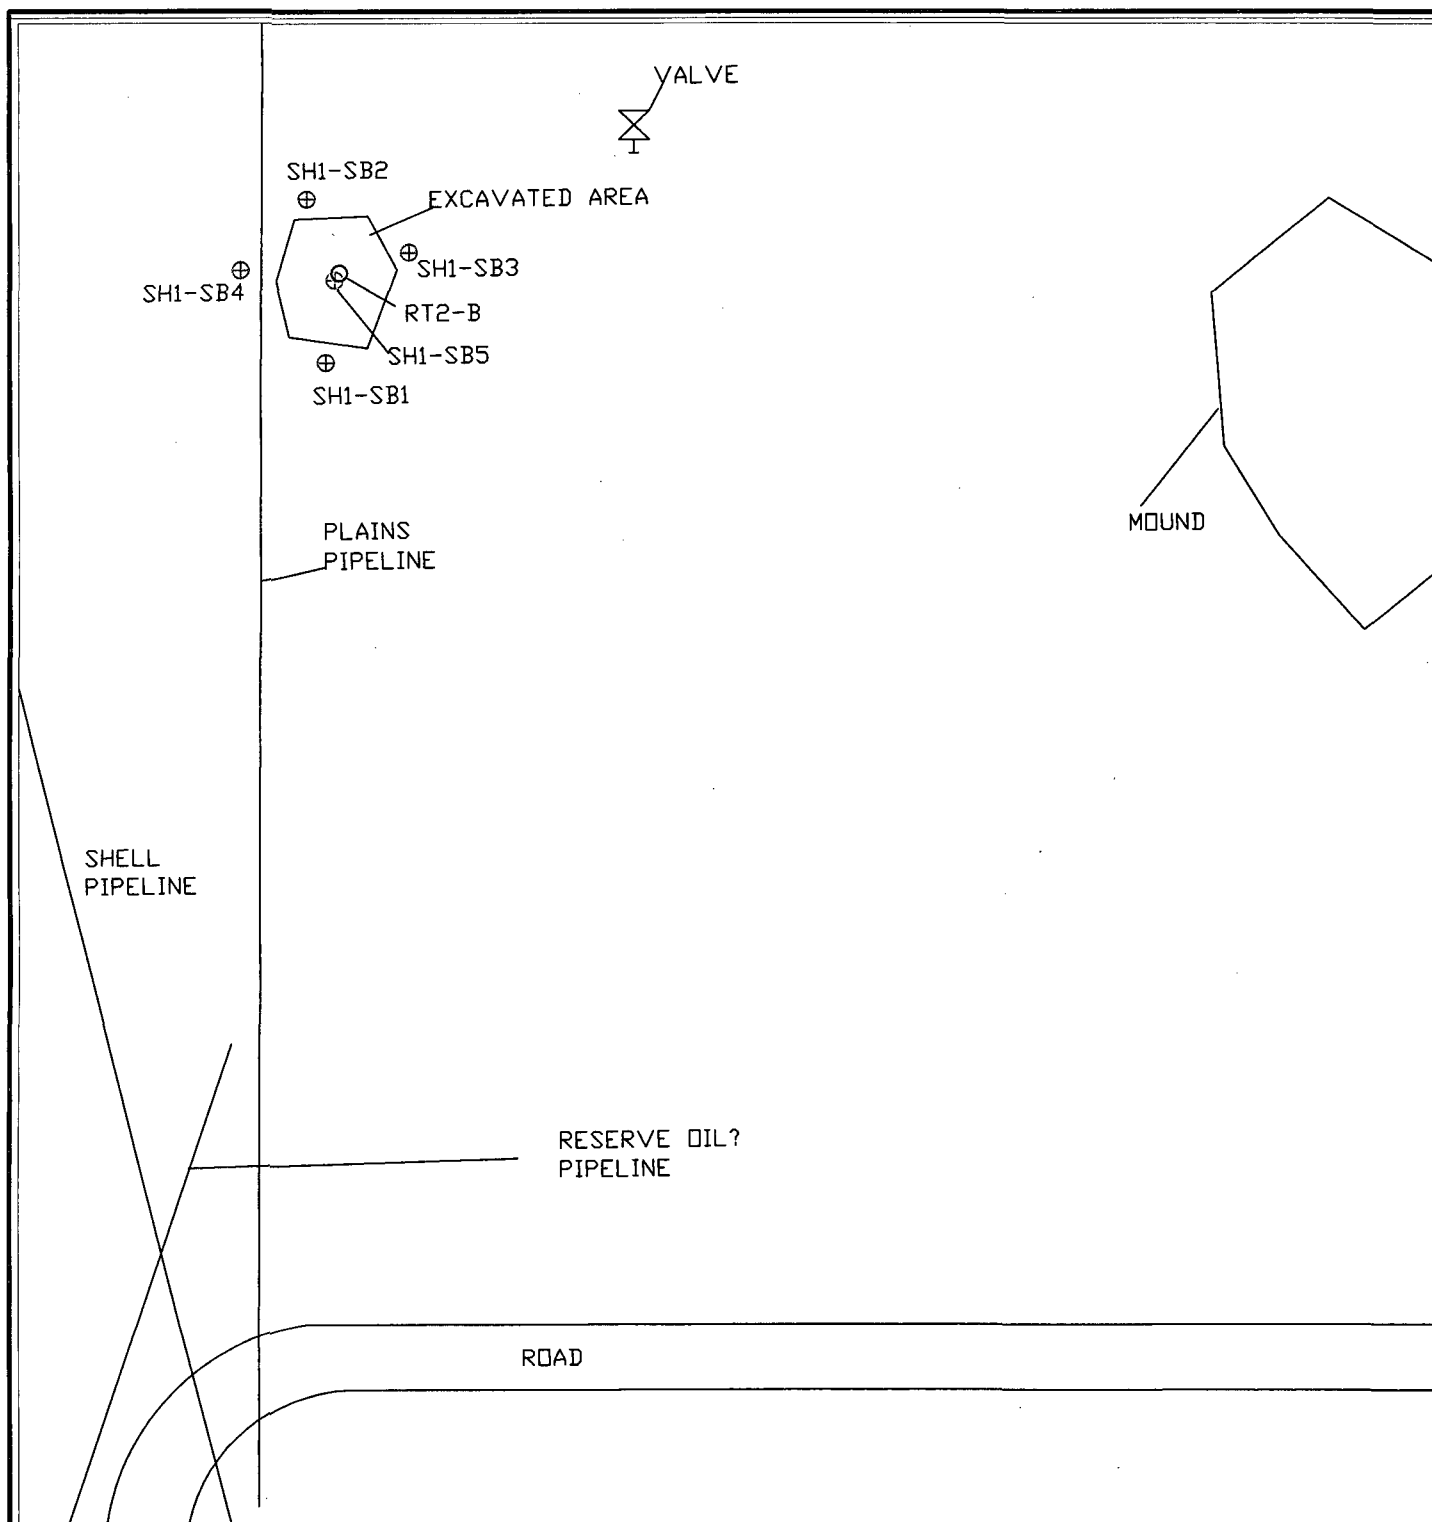 VALVE
SH1-SB2
EXCAVATED AREA
SH1-SB3
SH1-SB4
RT2-B
SH1-SB5
SH1-SB1
MOUND
PLAINS
PIPELINE
SHELL
PIPELINE
RESERVE OIL?
PIPELINE
ROAD